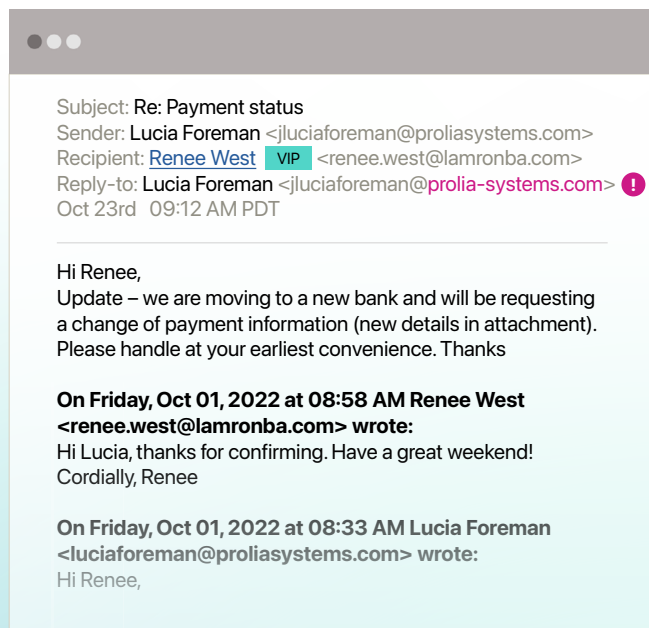 Subject: Re: Payment status
Sender: Lucia Foreman <jluciaforeman@proliasystems.com>
Recipient: Renee West VIP <renee.west@lamronba.com>
Reply-to: Lucia Foreman <jluciaforeman@prolia-systems.com> !
Oct 23rd 09:12 AM PDT
Hi Renee,
Update – we are moving to a new bank and will be requesting
a change of payment information (new details in attachment).
Please handle at your earliest convenience. Thanks
On Friday, Oct 01, 2022 at 08:58 AM Renee West
<renee.west@lamronba.com> wrote:
Hi Lucia, thanks for confirming. Have a great weekend!
Cordially, Renee
On Friday, Oct 01, 2022 at 08:33 AM Lucia Foreman
<luciaforeman@proliasystems.com> wrote:
Hi Renee,